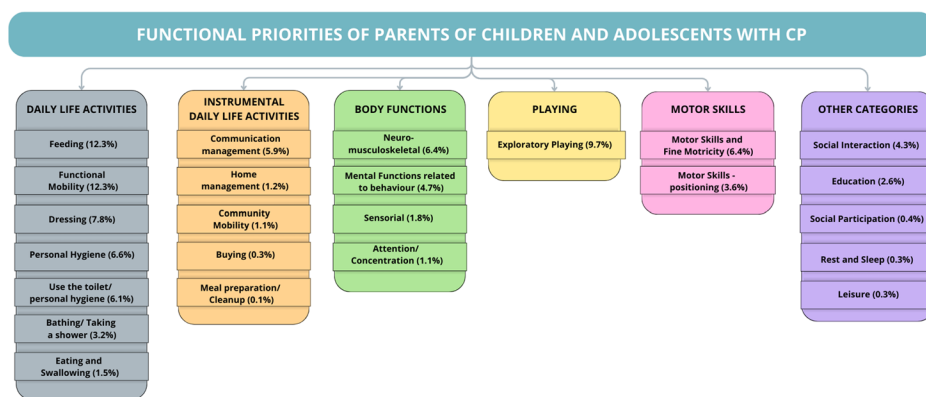 FUNCTIONAL PRIORITIES OF PARENTS OF CHILDREN AND ADOLESCENTS WITH CP
DAILY LIFE ACTIVITIES
Feeding (12.3%)
Functional
Mobility (12.3%)
Dressing (7.8%)
Personal Hygiene (6.6%)
Use the toilet/
personal hygiene (6.1%)
Bathing/ Taking
a shower (3.2%)
Eating and
Swallowing (1.5%)
INSTRUMENTAL
DAILY LIFE ACTIVITIES
Communication
management (5.9%)
Home
management (1.2%)
Community
Mobility (1.1%)
Buying (0.3%)
Meal preparation/
Cleanup (0.1%)
BODY FUNCTIONS
Neuro-
musculoskeletal (6.4%)
Mental Functions related
to behaviour (4.7%)
Sensorial (1.8%)
Attention/
Concentration (1.1%)
PLAYING
Exploratory Playing (9.7%)
MOTOR SKILLS
Motor Skills and
Fine Motricity (6.4%)
Motor Skills -
positioning (3.6%)
OTHER CATEGORIES
Social Interaction (4.3%)
Education (2.6%)
Social Participation (0.4%)
Rest and Sleep (0.3%)
Leisure (0.3%)